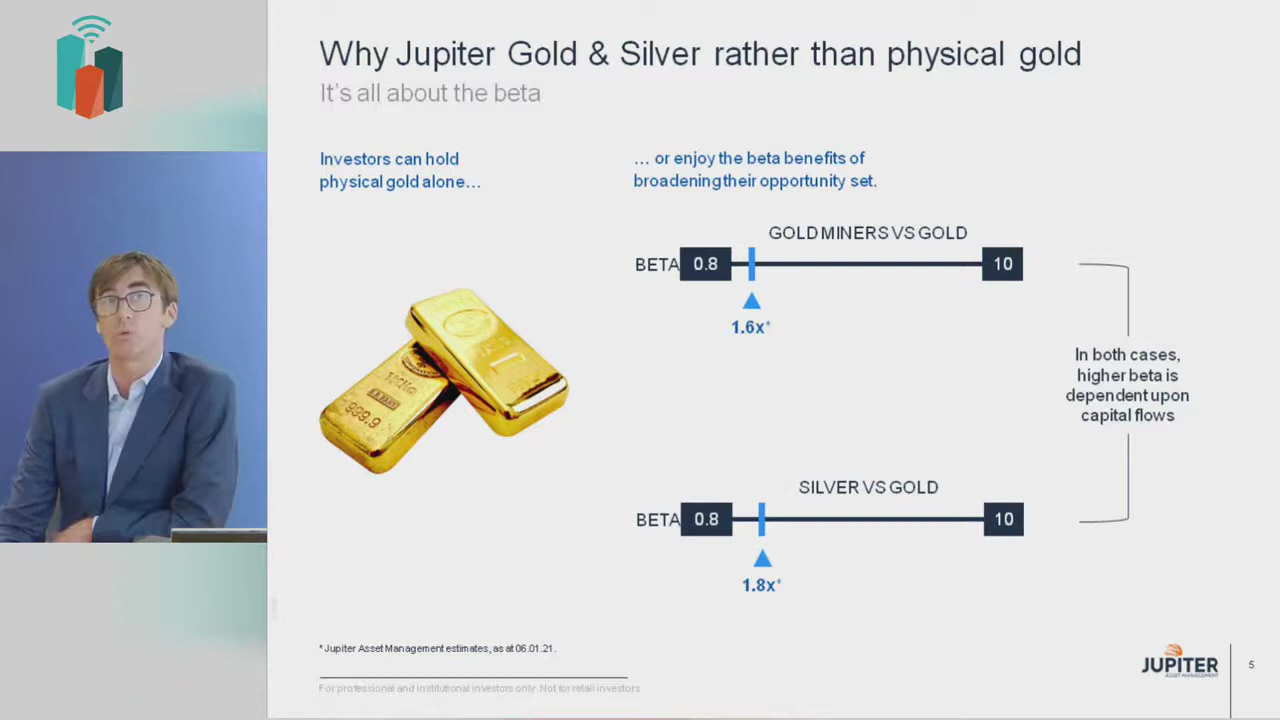 Why Jupiter Gold & Silver rather than physical gold
It's all about the beta
Investors can hold
physical gold alone…
… or enjoy the beta benefits of
broadening their opportunity set.
GOLD MINERS VS GOLD
BETA 0.8 10
1.6x*
In both cases,
higher beta is
dependent upon
capital flows
SILVER VS GOLD
BETA 0.8 10
1.8x*
999.9
* Jupiter Asset Management estimates, as at 06.01.21.
For professional and institutional investors only. Not for retail investors
JUPITER
ASSET MANAGEMENT
5